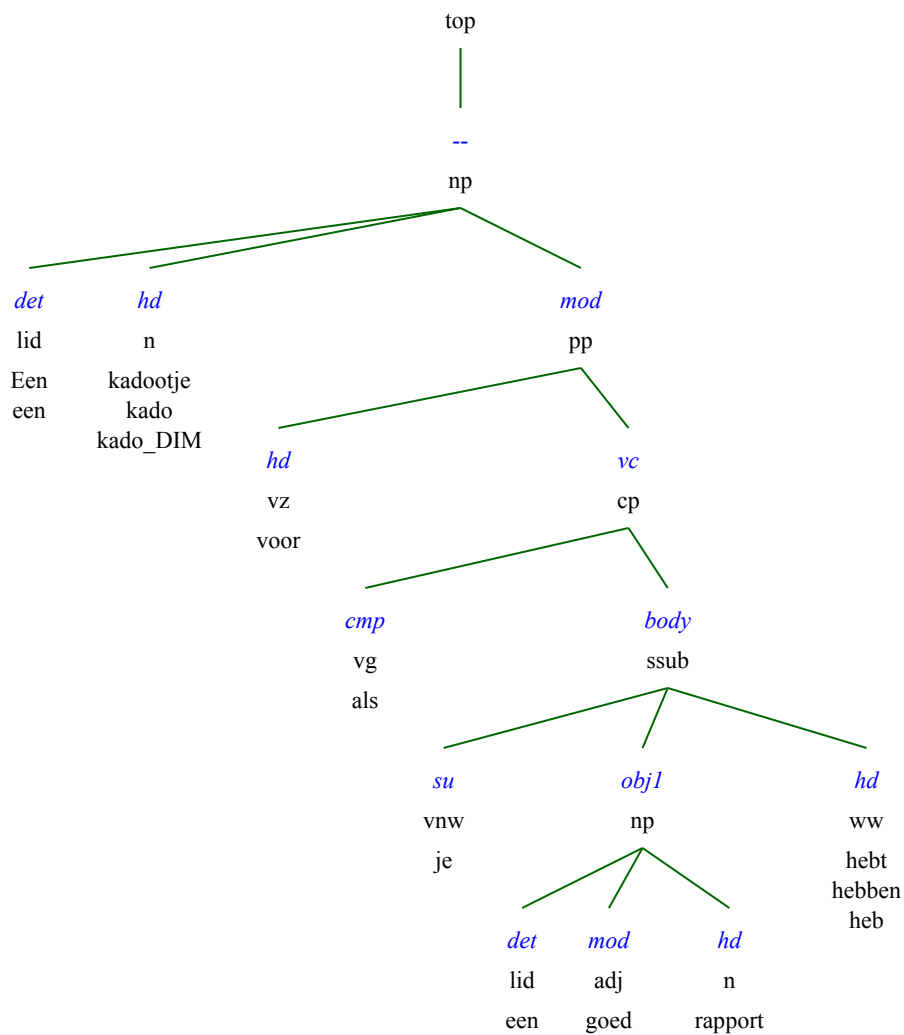 top
--
np
det hd mod
lid n pp
Een kadootje
een kado
kado_DIM
hd vc
vz cp
voor
cmp body
vg ssub
als
su obj1 hd
vnw np ww
je hebt
hebben
heb
det mod hd
lid adj n
een goed rapport